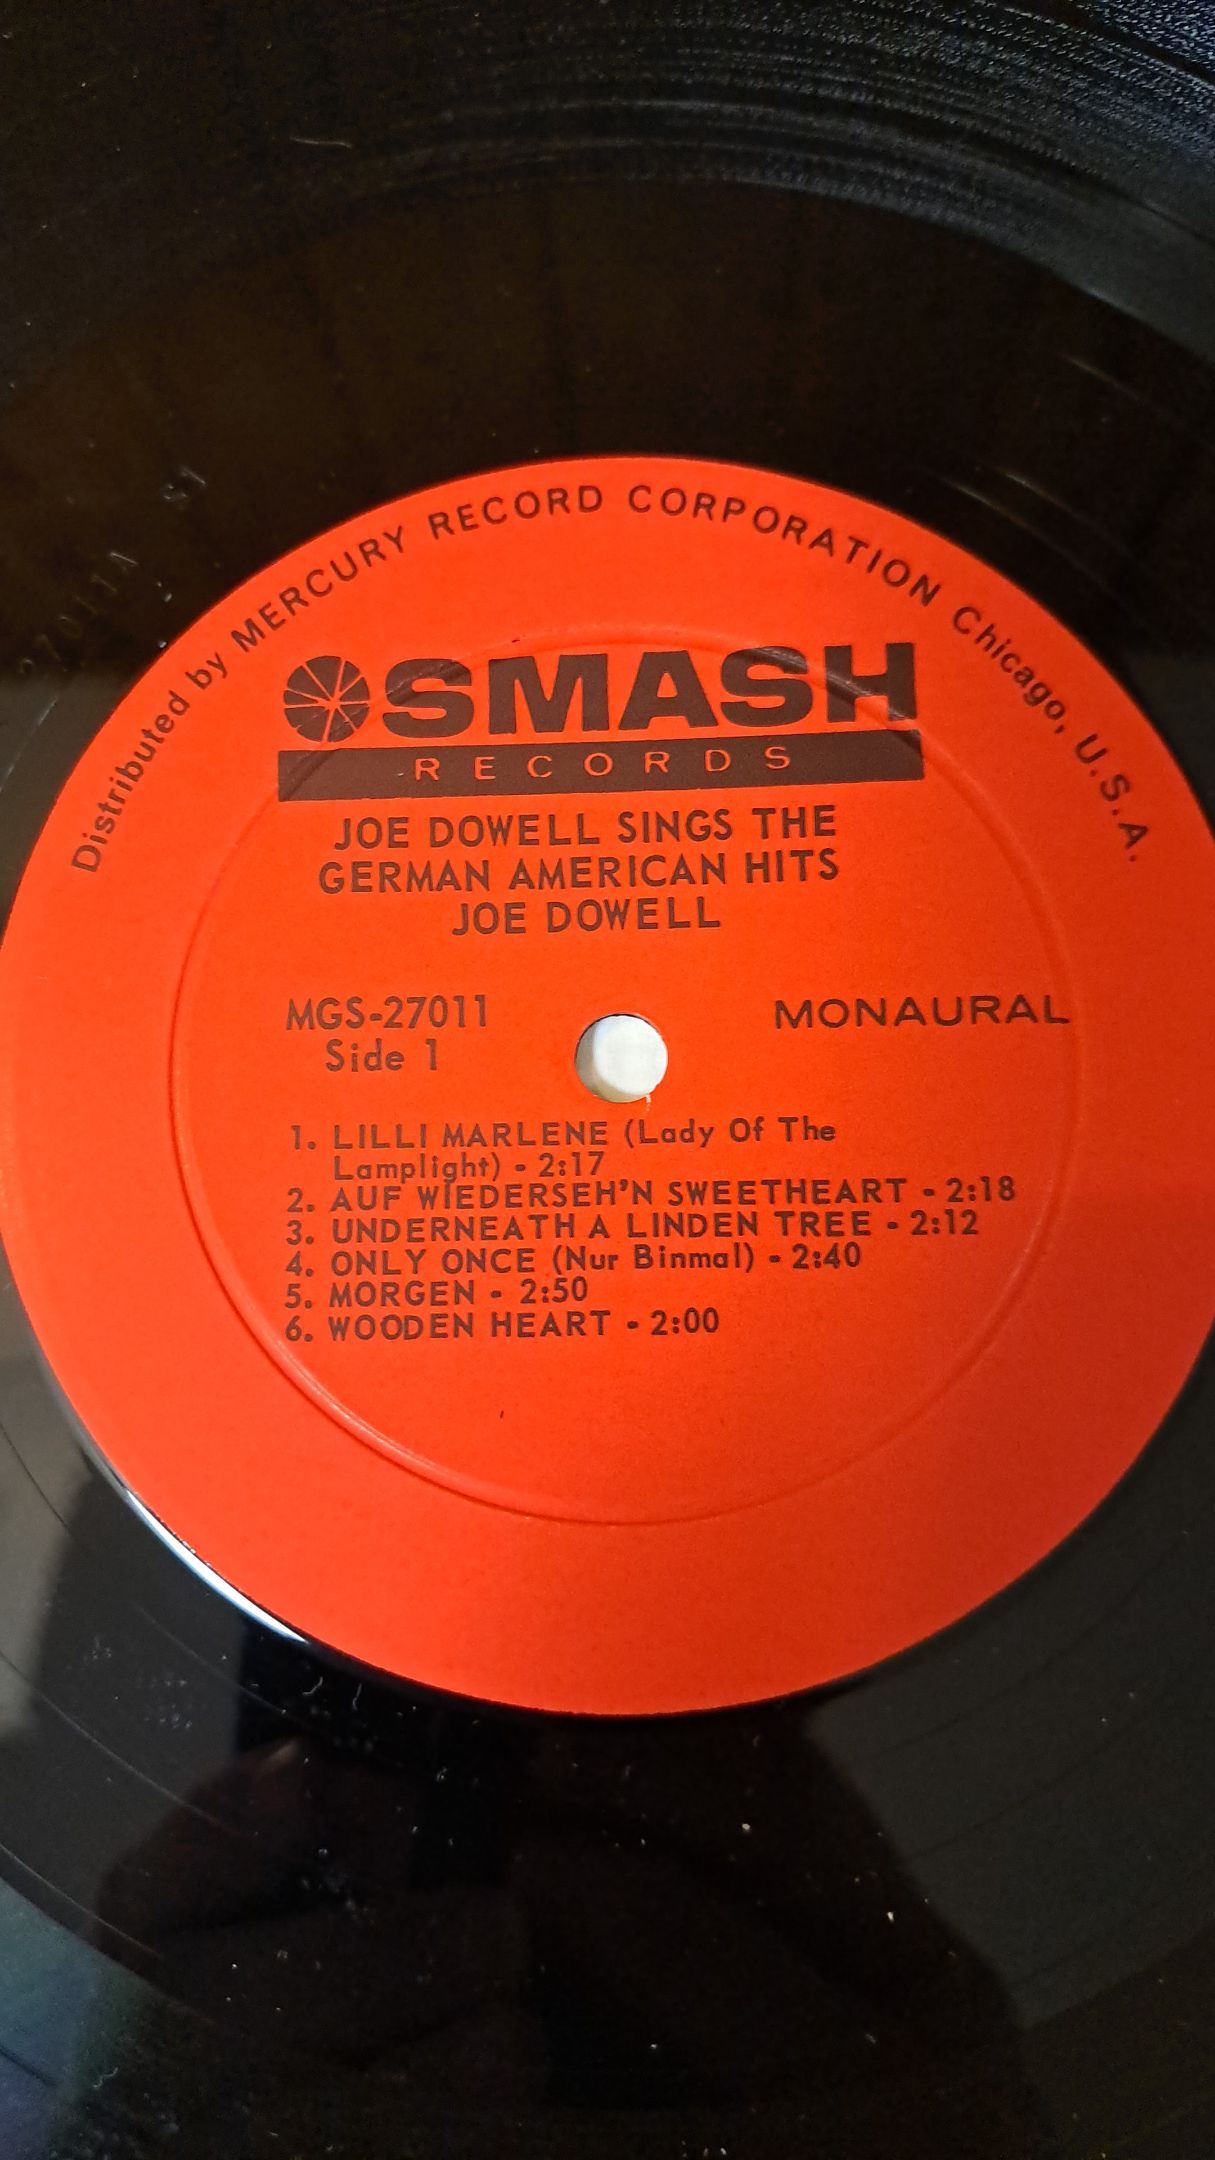 Distributed by MERCURY RECORD CORPORATION Chicago, U.S.A.
SMASH
RECORDS
JOE DOWELL SINGS THE
GERMAN AMERICAN HITS
JOE DOWELL
MGS-27011 MONAURAL
Side 1
1. LILLI MARLENE (Lady Of The
Lamplight) - 2:17
2. AUF WIEDERSEH'N SWEETHEART - 2:18
3. UNDERNEATH A LINDEN TREE - 2:12
4. ONLY ONCE (Nur Binmal) - 2:40
5. MORGEN - 2:50
6. WOODEN HEART - 2:00